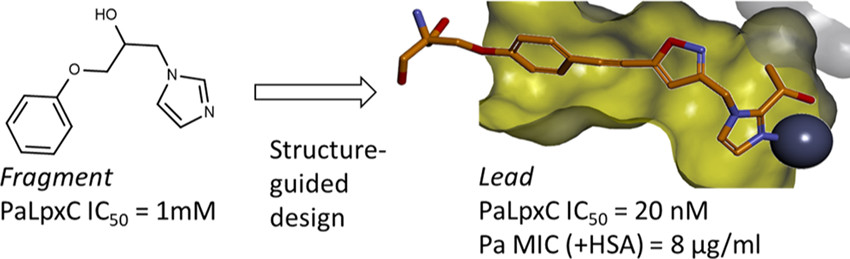 HO
O
N
N
Fragment
PaLpxC IC50 = 1mM
Structure-
guided
design
Lead
PaLpxC IC50 = 20 nM
Pa MIC (+HSA) = 8 µg/ml